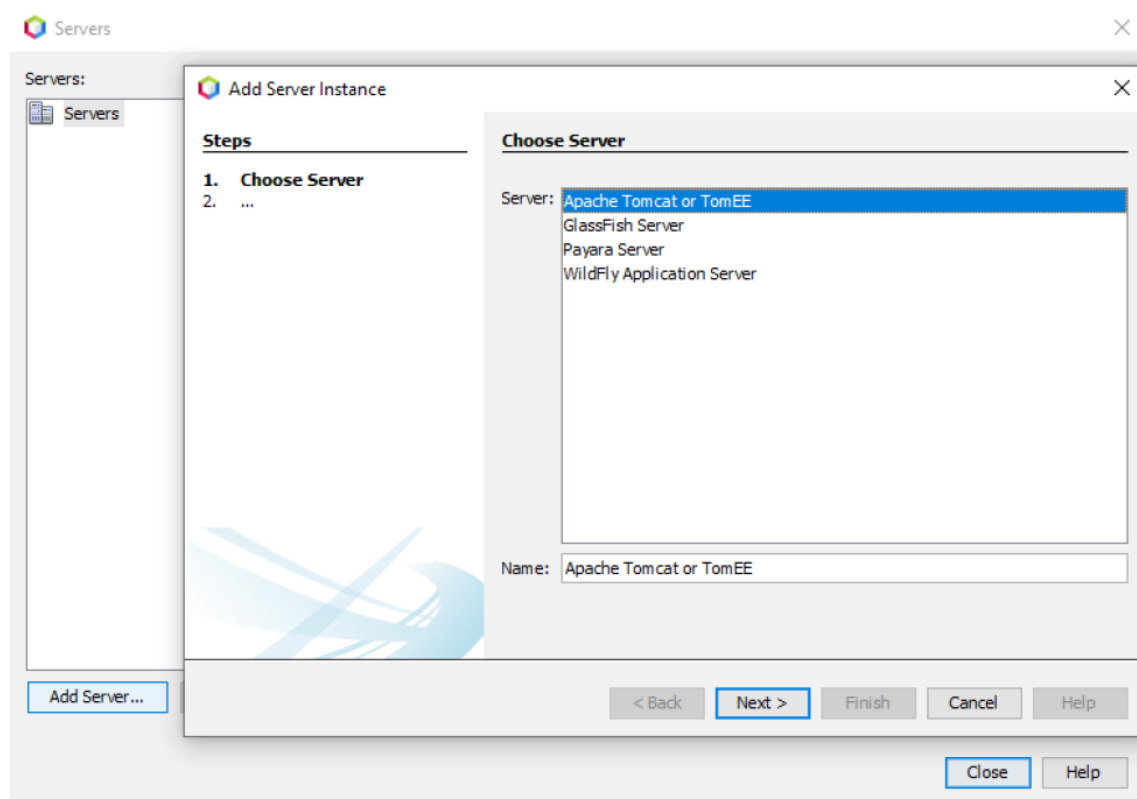 Servers
Servers:
Servers
Add Server Instance
Steps
1. Choose Server
2. ...
Choose Server
Server:
Apache Tomcat or TomEE
GlassFish Server
Payara Server
WildFly Application Server
Name: Apache Tomcat or TomEE
Add Server...
< Back Next > Finish Cancel Help
Close Help